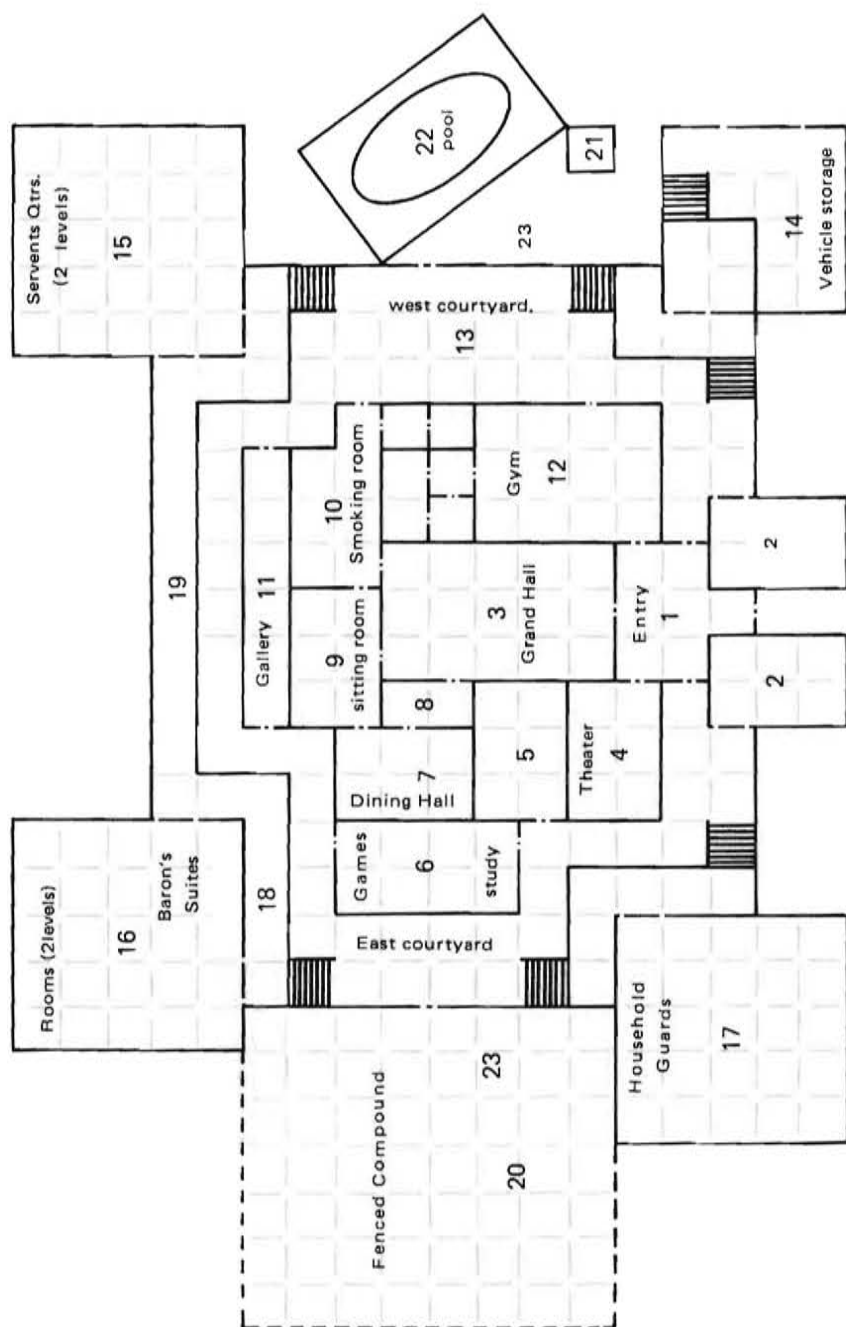 Rooms (2levels)
16
Baron's
Suites
Servents Qtrs.
(2 levels)
15
19
18
Gallery 11
10
Smoking room
9
sitting room
8
Games
6
study
7
Dining Hall
East courtyard
Fenced Compound
23
20
west courtyard.
13
22
pool
23
21
3
Grand Hall
Gym
12
5
Theater
4
Entry
1
2
2
Household
Guards
17
14
Vehicle storage